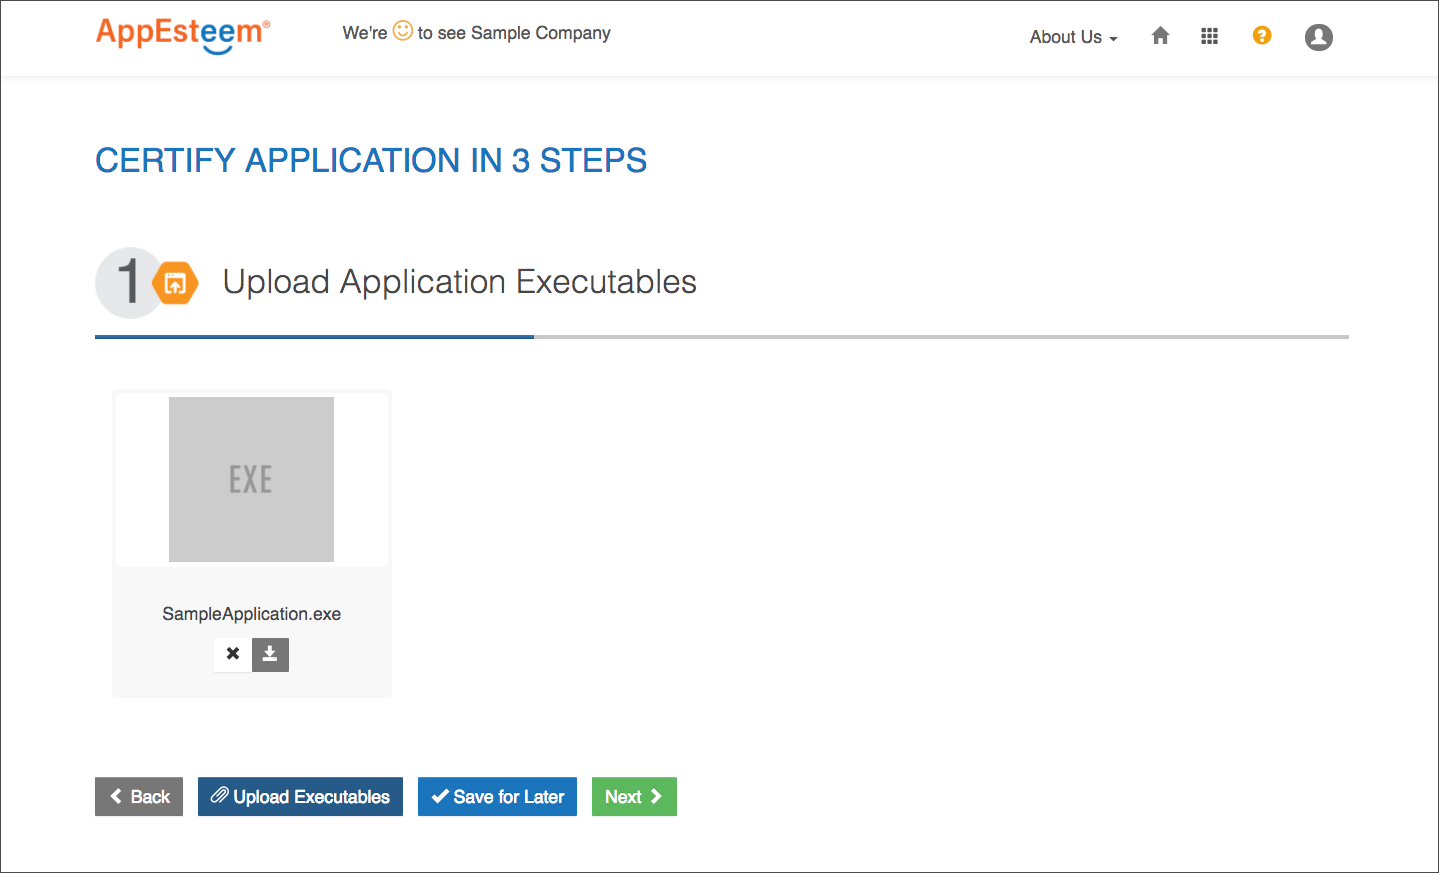 AppEsteem®
We're to see Sample Company
About Us
?
CERTIFY APPLICATION IN 3 STEPS
1
Upload Application Executables
EXE
SampleApplication.exe
Back
Upload Executables
Save for Later
Next